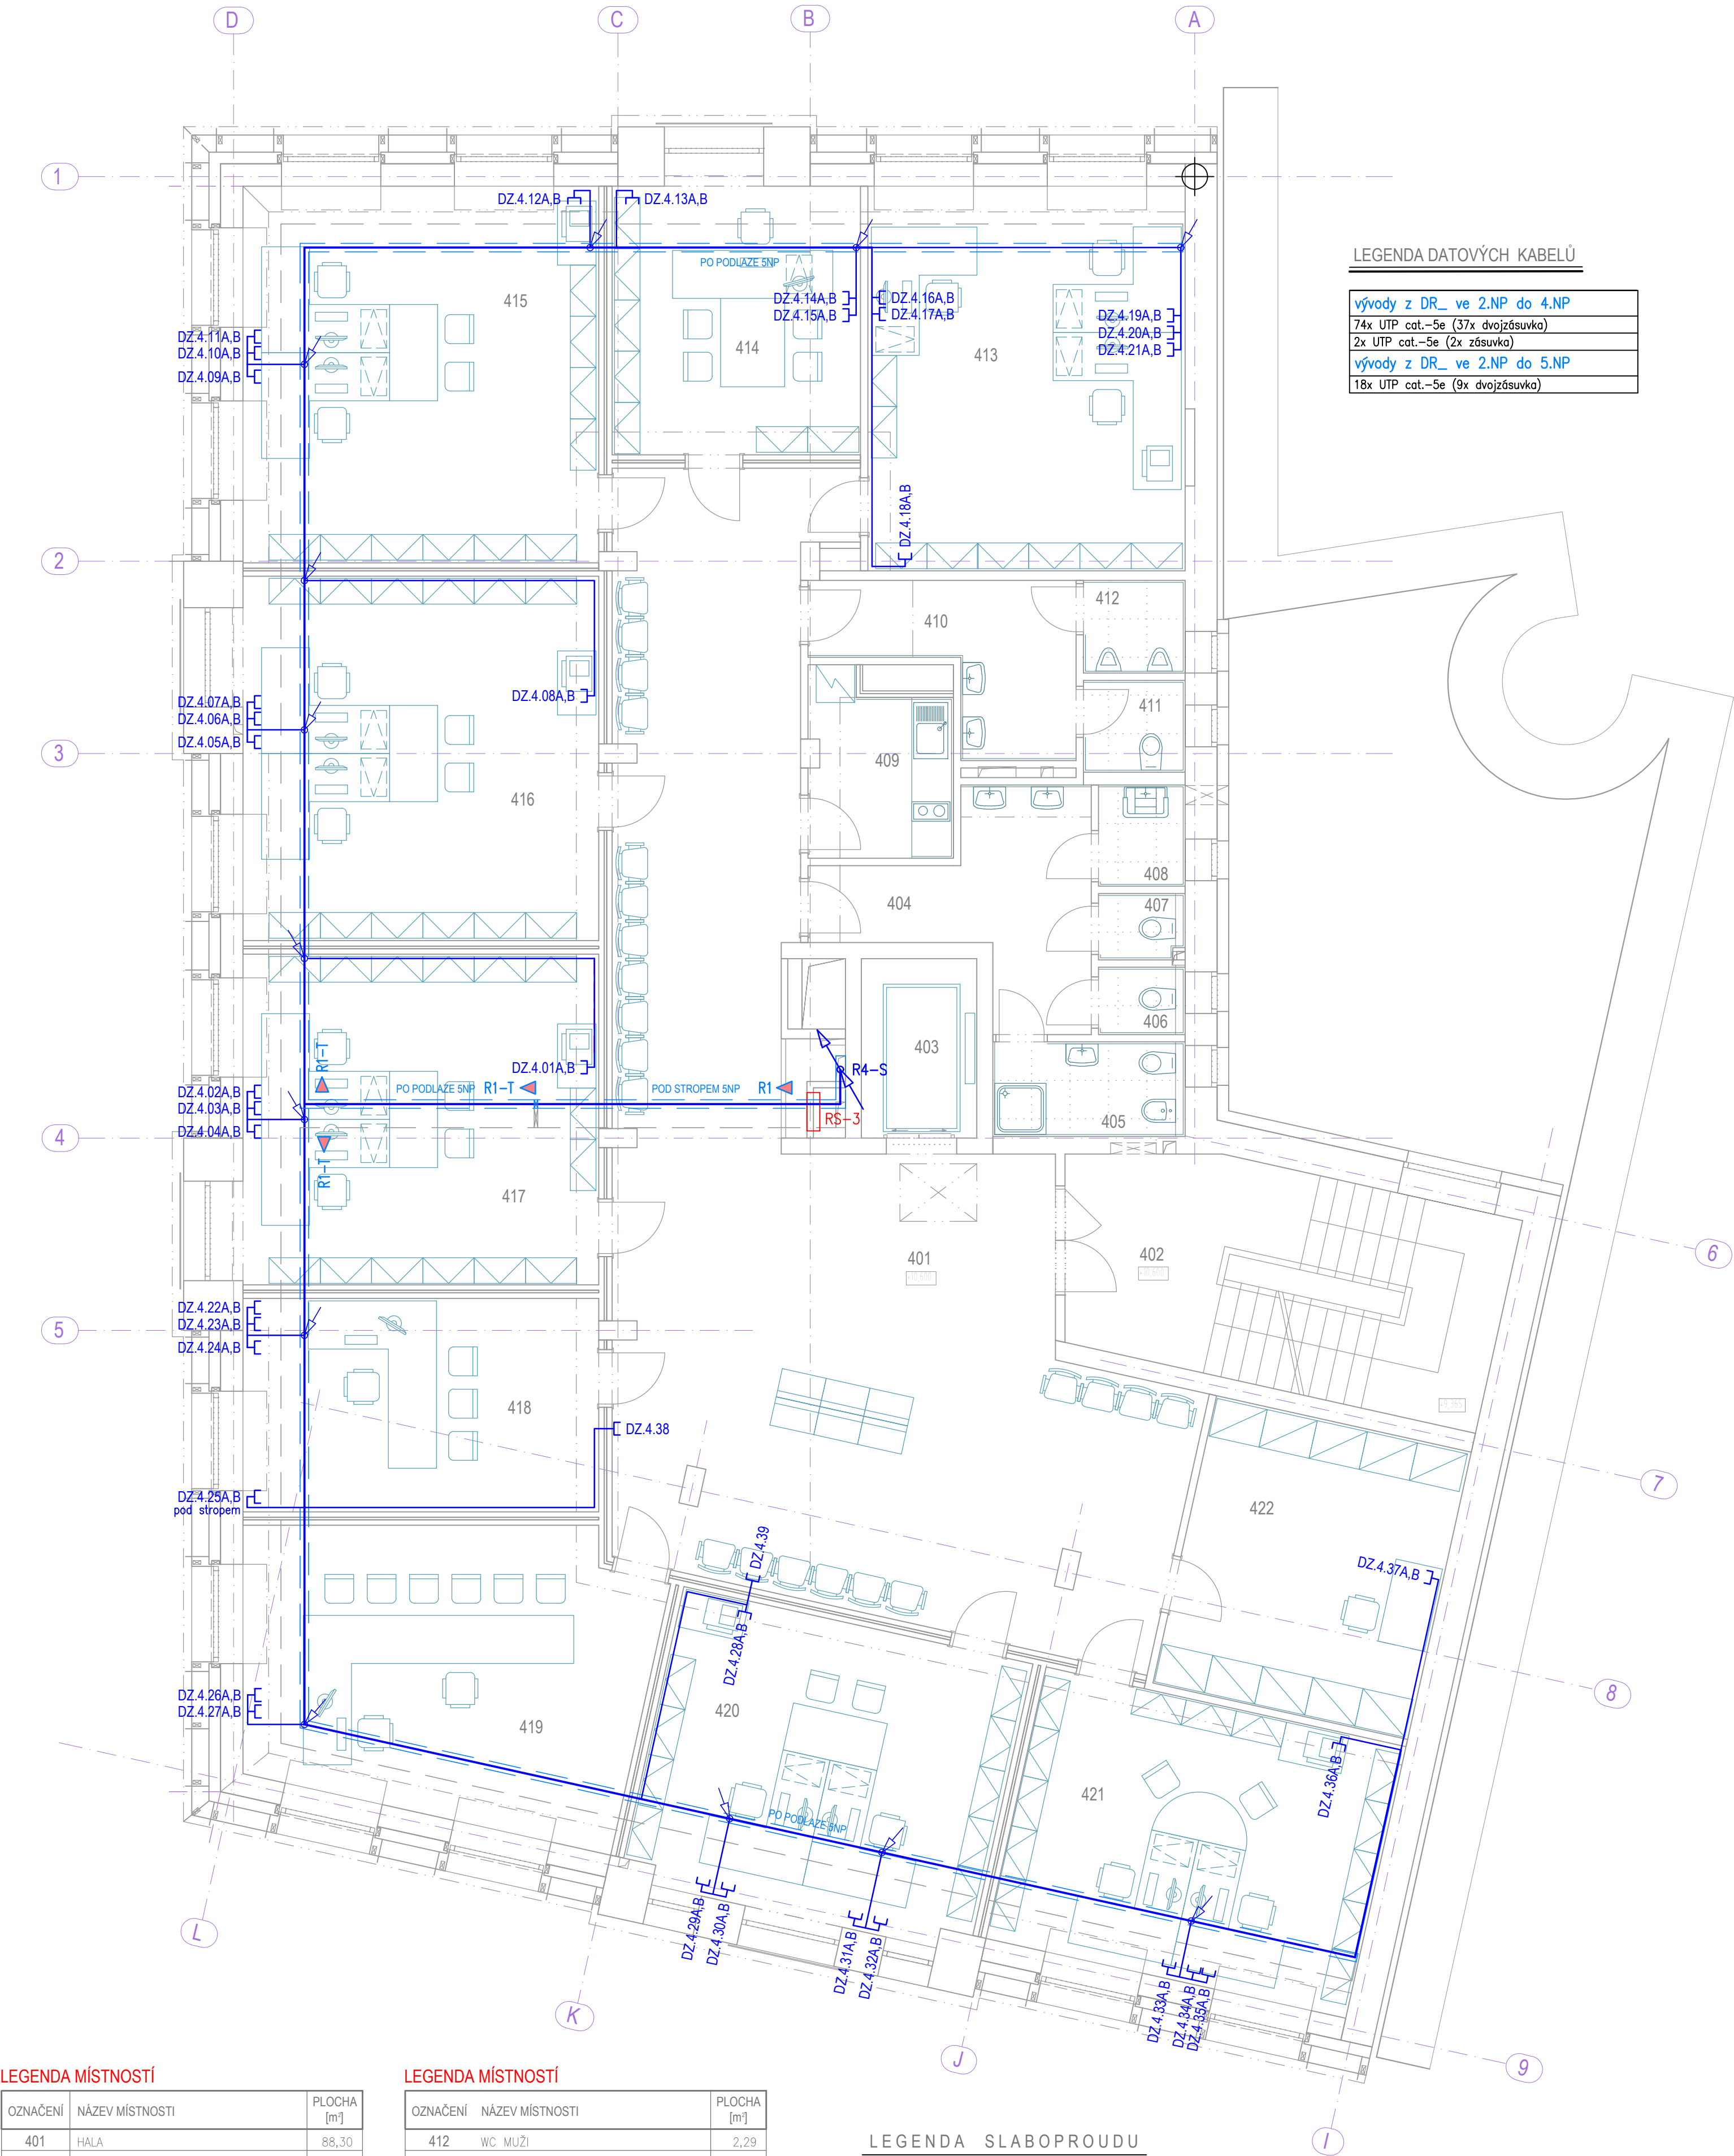 D
C
B
A
1
DZ.4.12A,B
DZ.4.13A,B
LEGENDA DATOVÝCH KABELŮ
PO PODLAZE 5NP
415
DZ.4.14A,B
DZ.4.15A,B
DZ.4.16A,B
DZ.4.17A,B
DZ.4.19A,B
DZ.4.20A,B
DZ.4.21A,B
vývody z DR_ ve 2.NP do 4.NP
74x UTP cat.-5e (37x dvojzásuvka)
2x UTP cat.-5e (2x zásuvka)
vývody z DR_ ve 2.NP do 5.NP
18x UTP cat.-5e (9x dvojzásuvka)
DZ.4.11A,B
DZ.4.10A,B
DZ.4.09A,B
414
413
DZ.4.18A,B
2
412
410
DZ.4.07A,B
DZ.4.06A,B
DZ.4.05A,B
DZ.4.08A,B
411
3
409
416
408
404
407
406
403
DZ.4.01A,B
R4-S
R1-T
PO PODLAZE 5NP
R1-T
POD STROPEM 5NP
R1
DZ.4.02A,B
DZ.4.03A,B
DZ.4.04A,B
RS-3
405
4
R1-T
417
401
402
6
DZ.4.22A,B
DZ.4.23A,B
DZ.4.24A,B
5
418
DZ.4.38
7
DZ.4.25A,B
pod stropem
422
DZ.4.39
DZ.4.37A,B
DZ.4.28A,B
8
DZ.4.26A,B
DZ.4.27A,B
419
420
421
DZ.4.36A,B
PO PODLAZE 5NP
L
DZ.4.29A,B
DZ.4.30A,B
DZ.4.31A,B
DZ.4.32A,B
DZ.4.33A,B
DZ.4.34A,B
DZ.4.35A,B
K
J
9
I
LEGENDA MÍSTNOSTÍ
OZNAČENÍ NÁZEV MÍSTNOSTI PLOCHA [m²]
401 HALA 88,30
LEGENDA MÍSTNOSTÍ
OZNAČENÍ NÁZEV MÍSTNOSTI PLOCHA [m²]
412 WC MUŽI 2,29
LEGENDA SLABOPROUDU